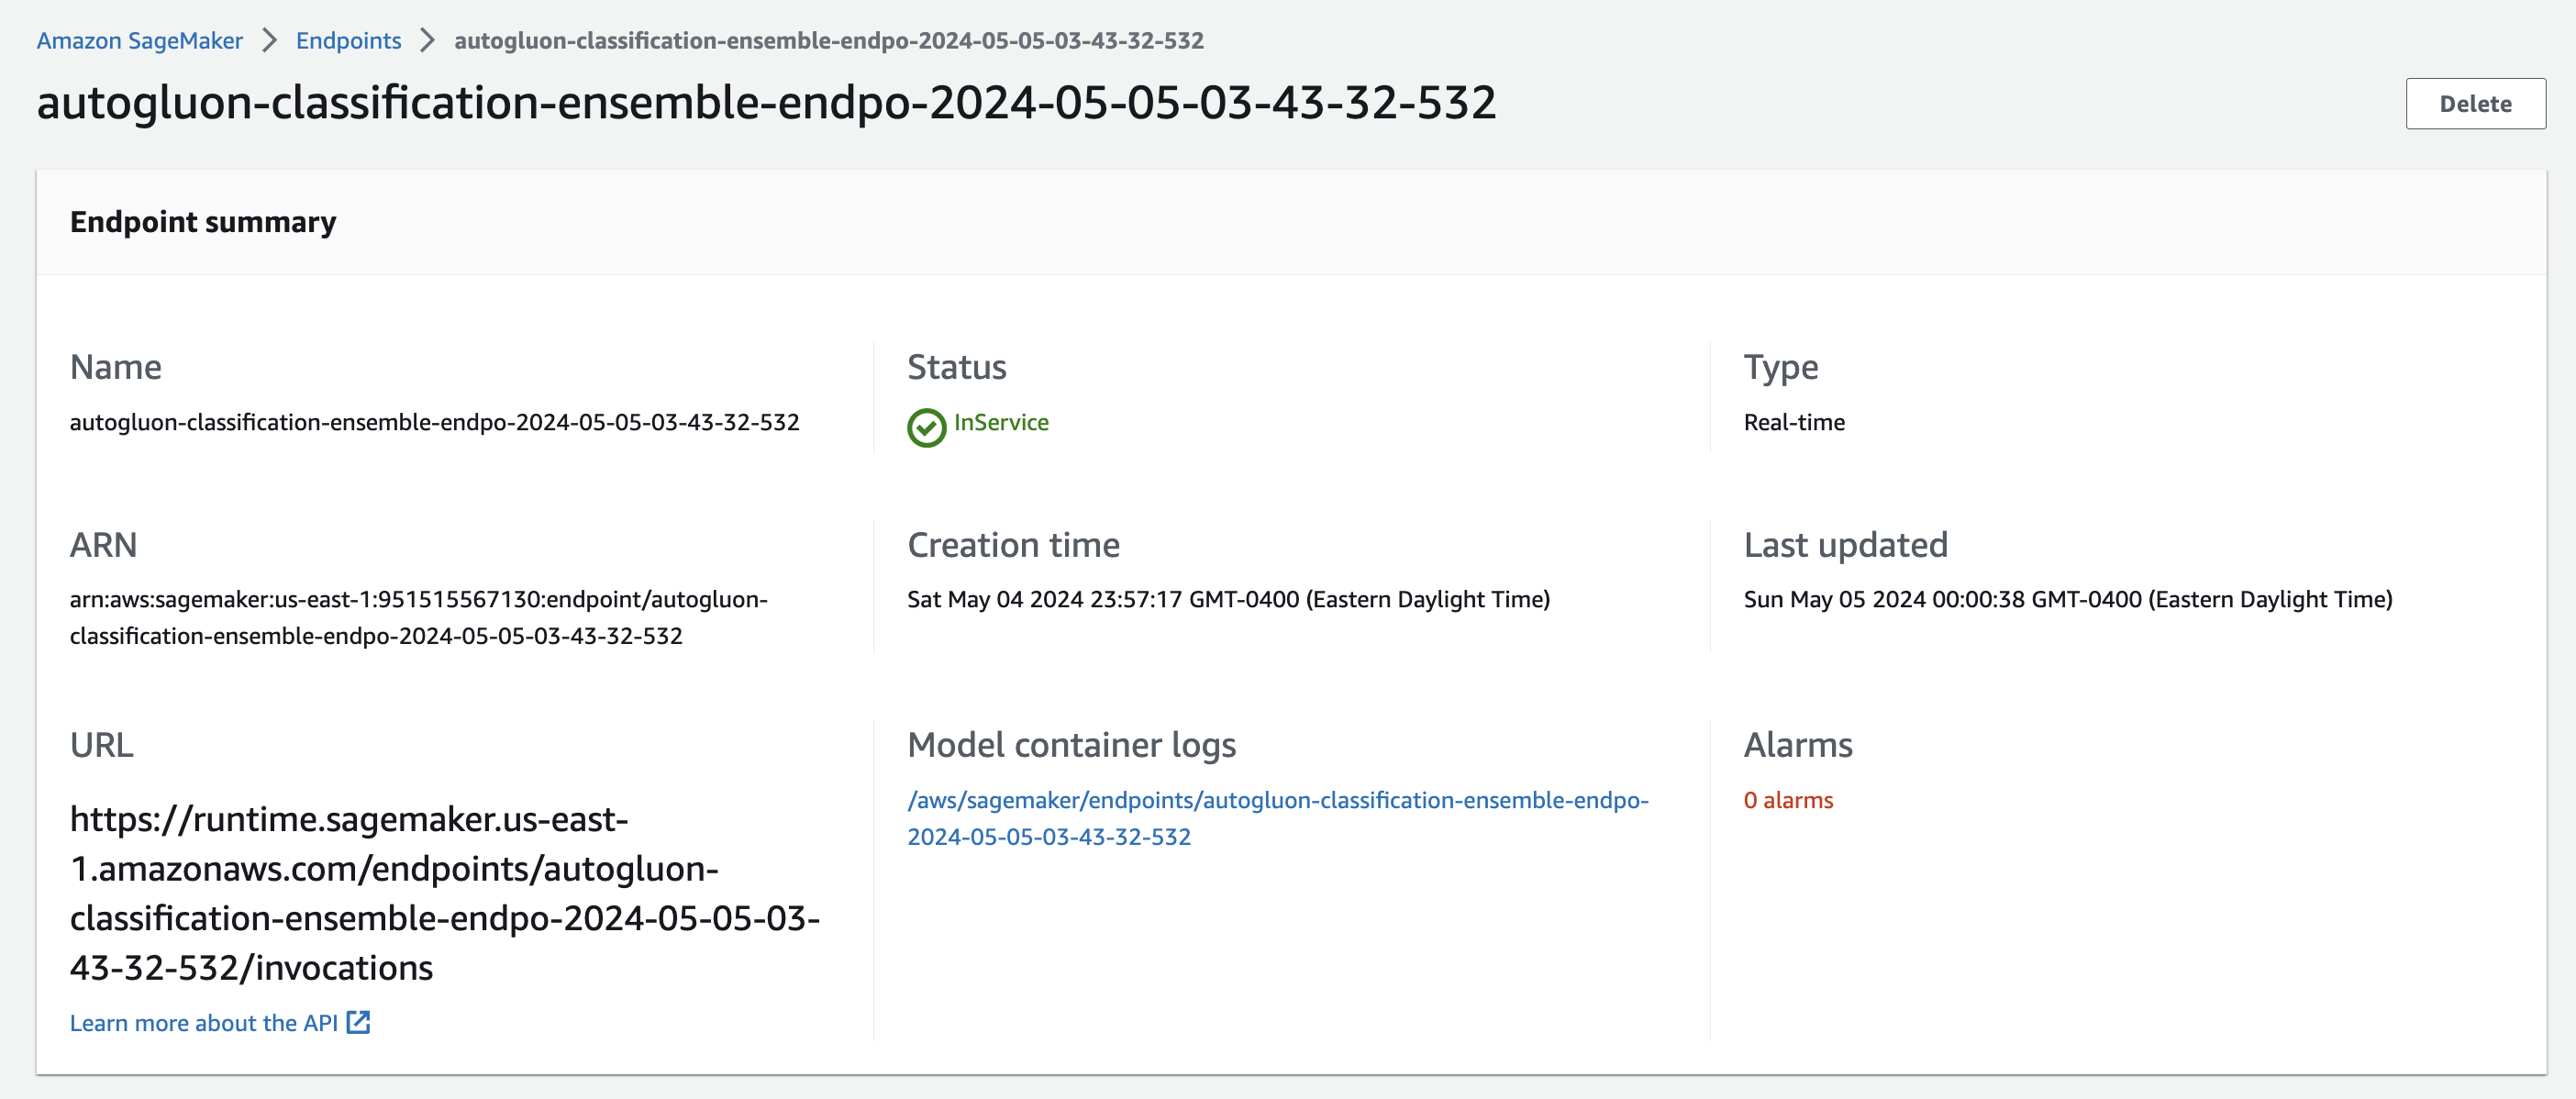 Amazon SageMaker > Endpoints > autogluon-classification-ensemble-endpo-2024-05-05-03-43-32-532
autogluon-classification-ensemble-endpo-2024-05-05-03-43-32-532
Delete
Endpoint summary
Name
autogluon-classification-ensemble-endpo-2024-05-05-03-43-32-532
Status
InService
Type
Real-time
ARN
arn:aws:sagemaker:us-east-1:951515567130:endpoint/autogluon-
classification-ensemble-endpo-2024-05-05-03-43-32-532
Creation time
Sat May 04 2024 23:57:17 GMT-0400 (Eastern Daylight Time)
Last updated
Sun May 05 2024 00:00:38 GMT-0400 (Eastern Daylight Time)
URL
https://runtime.sagemaker.us-east-
1.amazonaws.com/endpoints/autogluon-
classification-ensemble-endpo-2024-05-05-03-
43-32-532/invocations
Learn more about the API
Model container logs
/aws/sagemaker/endpoints/autogluon-classification-ensemble-endpo-
2024-05-05-03-43-32-532
Alarms
0 alarms